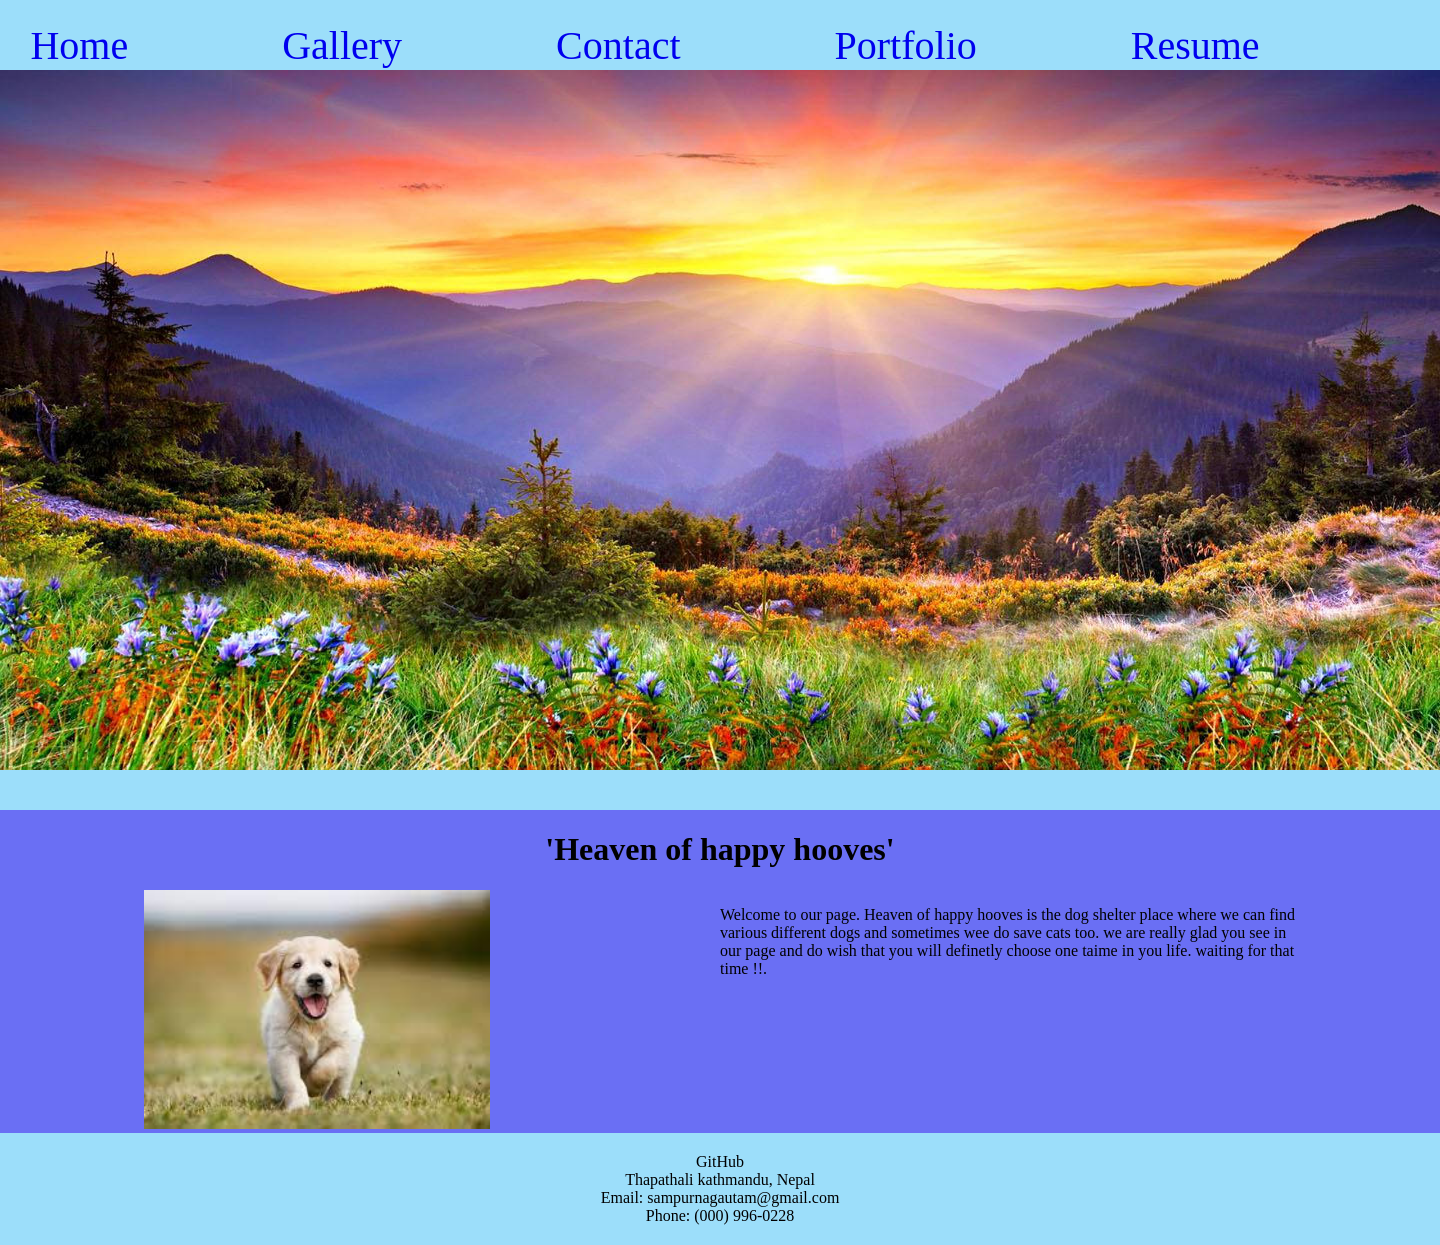 Home Gallery Contact Portfolio Resume
'Heaven of happy hooves'
Welcome to our page. Heaven of happy hooves is the dog shelter place where we can find
various different dogs and sometimes wee do save cats too. we are really glad you see in
our page and do wish that you will definetly choose one taime in you life. waiting for that
time !!.
GitHub
Thapathali kathmandu, Nepal
Email: sampurnagautam@gmail.com
Phone: (000) 996-0228